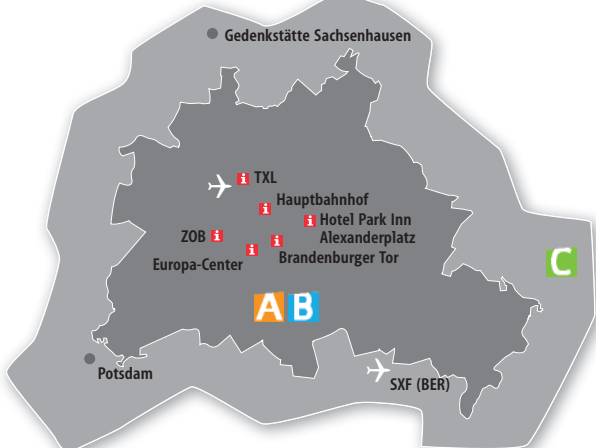 Gedenkstätte Sachsenhausen
TXL
Hauptbahnhof
Hotel Park Inn
Alexanderplatz
ZOB
Brandenburger Tor
Europa-Center
C
A B
Potsdam
SXF (BER)